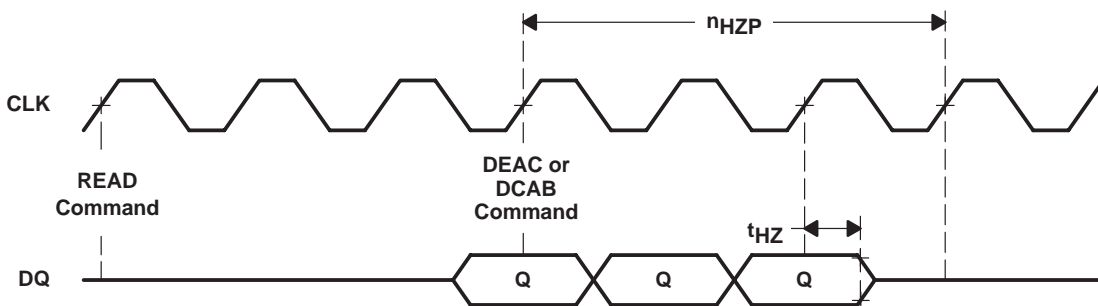 nHZP
CLK
READ
Command
DEAC or
DCAB
Command
tHZ
DQ
Q
Q
Q